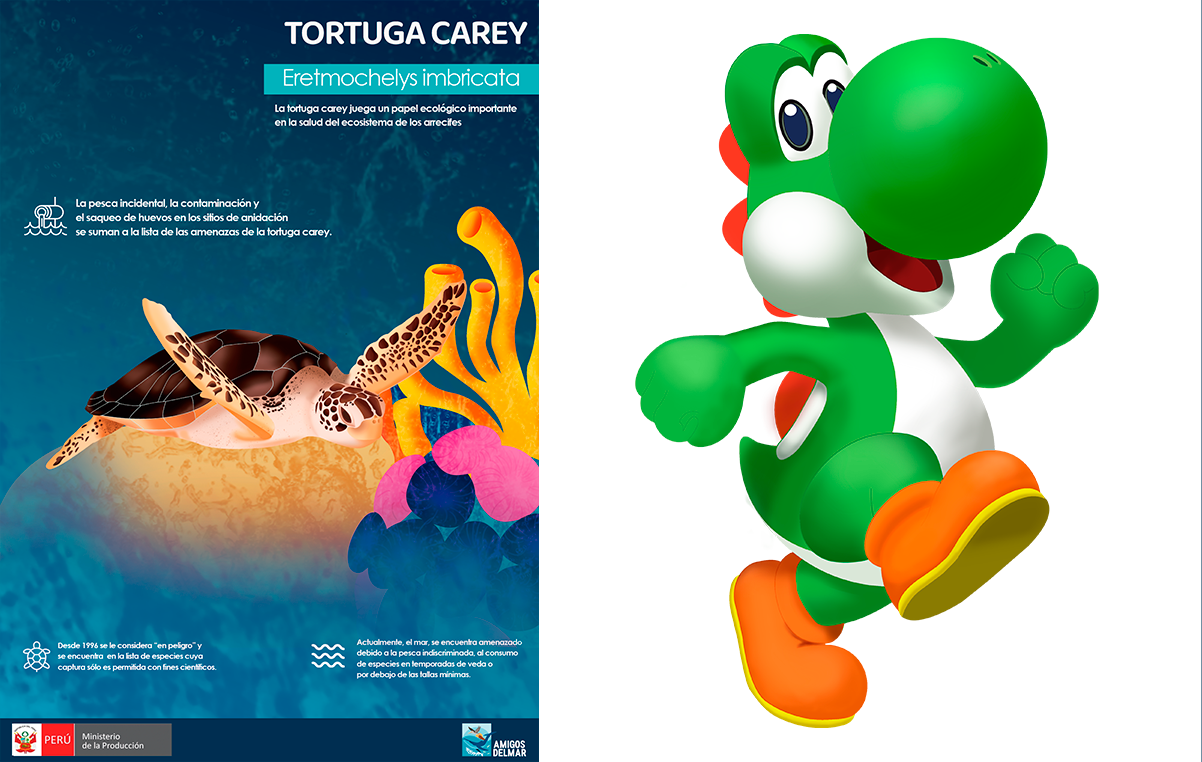 TORTUGA CAREY
Eretmochelys imbricata
La tortuga carey juega un papel ecológico importante
en la salud del ecosistema de los arrecifes
La pesca incidental, la contaminación y
el saqueo de huevos en los sitios de anidación
se suman a la lista de las amenazas de la tortuga carey.
Desde 1996 se le considera "en peligro" y
se encuentra en la lista de especies cuya
captura sólo es permitida con fines científicos.
Actualmente, el mar, se encuentra amenazado
debido a la pesca indiscriminada, al consumo
de especies en temporadas de veda o
por debajo de las tallas mínimas.
PERÚ
Ministerio
de la Producción
AMIGOS
DELMAR